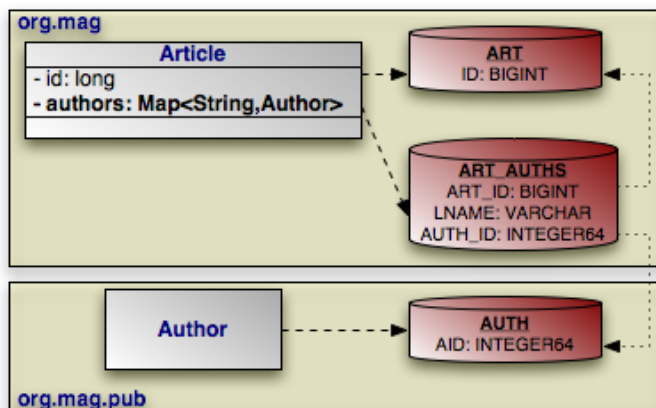 org.mag
Article
- id: long
- authors: Map<String,Author>
ART
ID: BIGINT
ART_AUTHS
ART_ID: BIGINT
LNAME: VARCHAR
AUTH_ID: INTEGER64
Author
AUTH
AID: INTEGER64
org.mag.pub